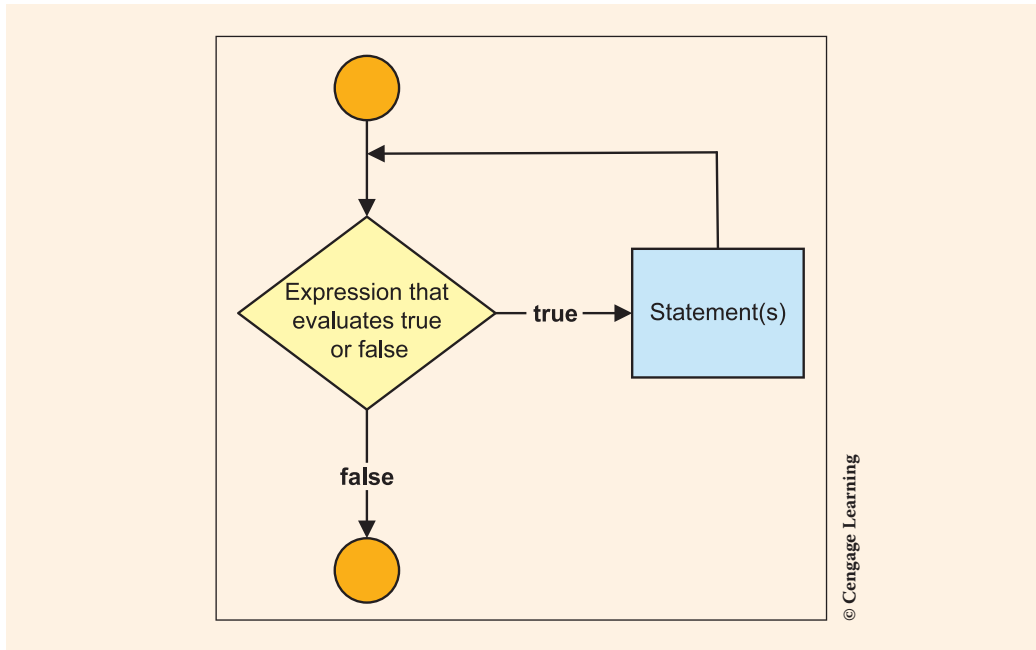 Expression that
evaluates true
or false
true
Statement(s)
false
© Cengage Learning